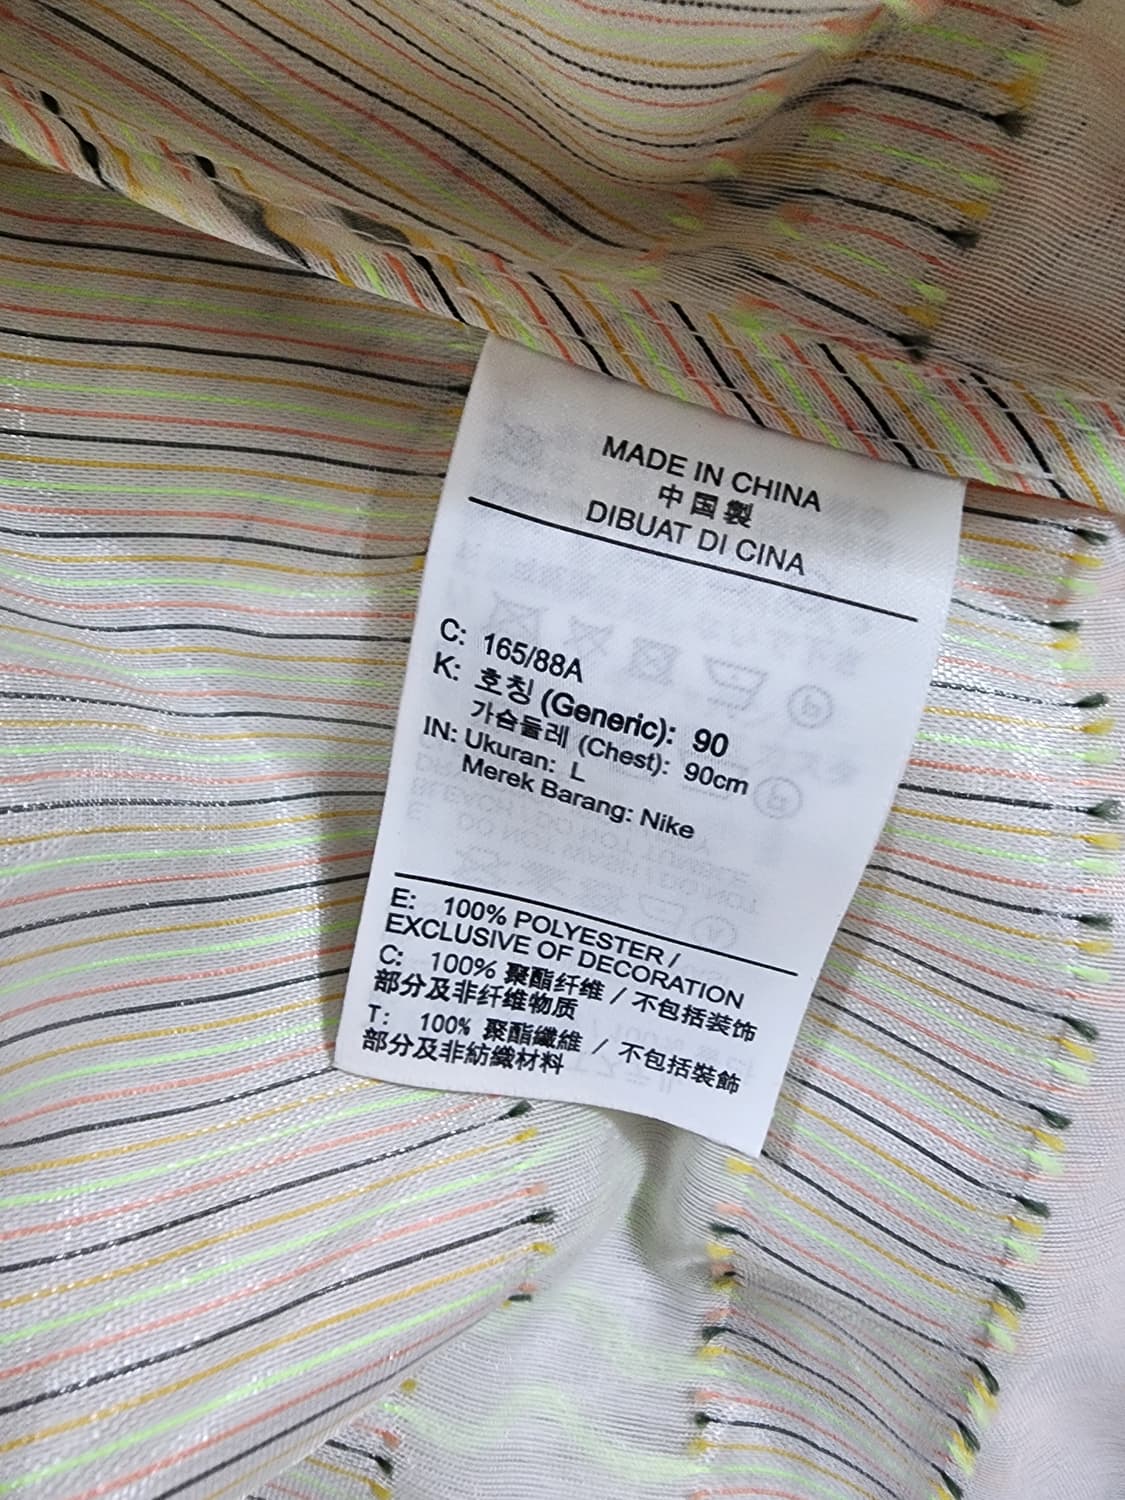 MADE IN CHINA
中国製
DIBUAT DI CINA
C: 165/88A
K: 호칭 (Generic): 90
가슴둘레 (Chest): 90cm
IN: Ukuran: L
Merek Barang: Nike
E: 100% POLYESTER /
EXCLUSIVE OF DECORATION
C: 100% 聚酯纤维 / 不包括装饰
部分及非纤维物质
T: 100% 聚酯纖維 / 不包括裝飾
部分及非紡織材料